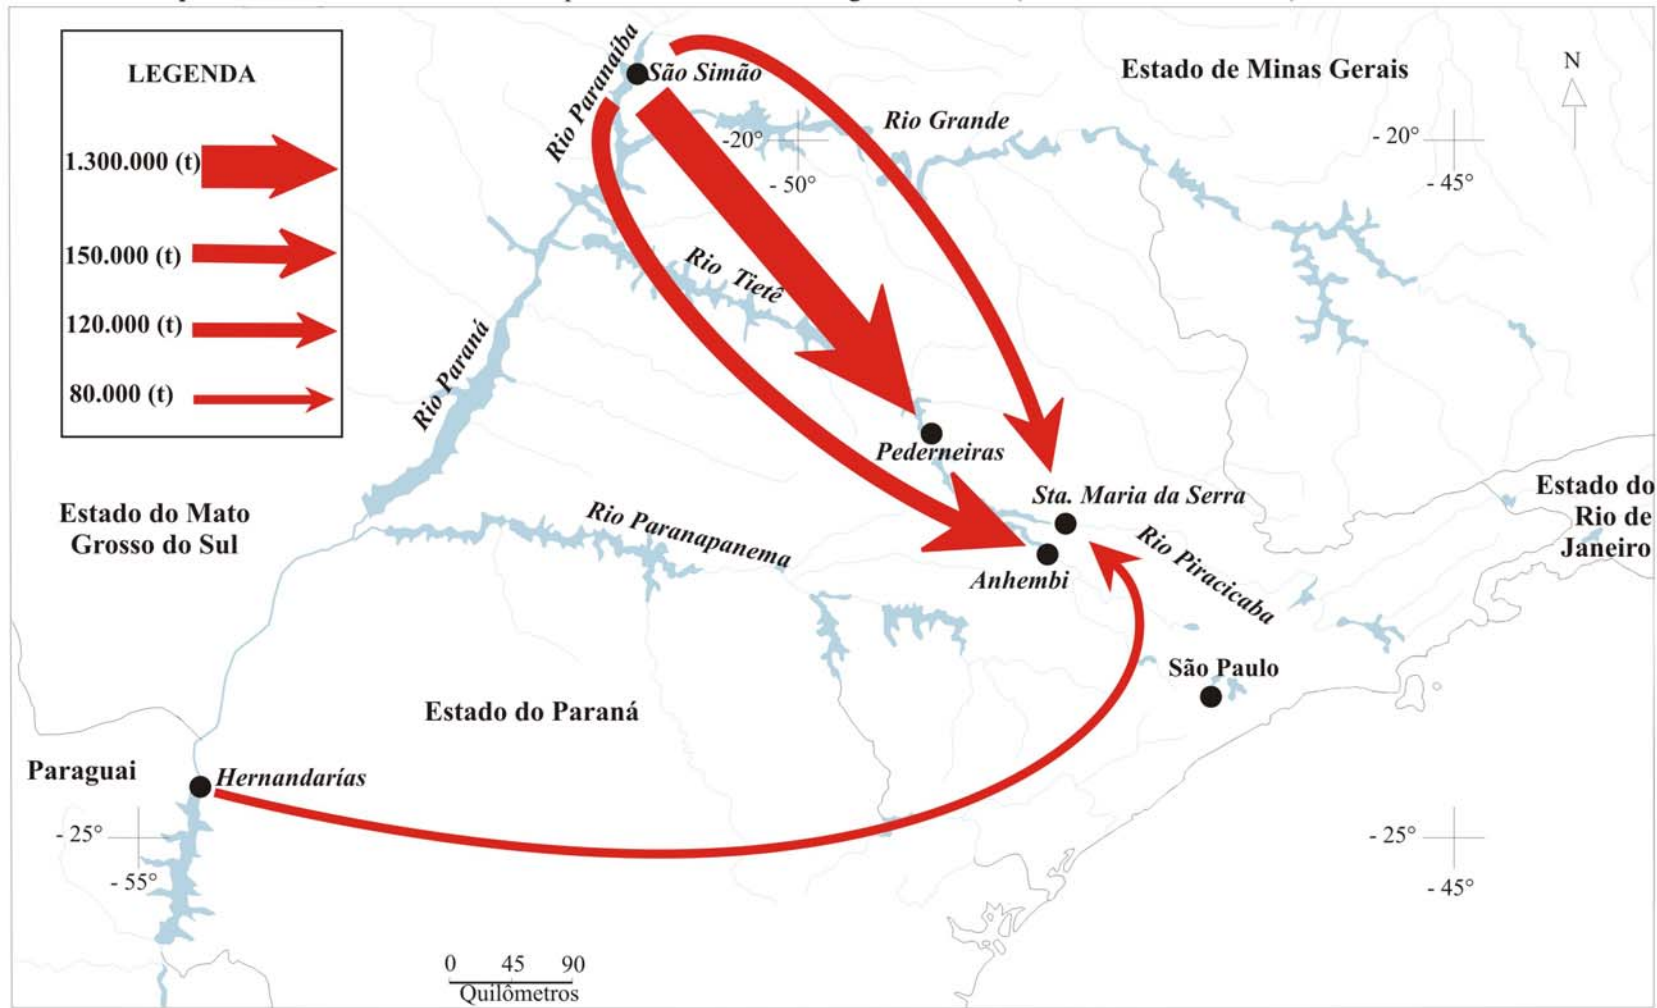 LEGENDA
1.300.000 (t)
150.000 (t)
120.000 (t)
80.000 (t)
Rio Paranaíba
São Simão
Estado de Minas Gerais
N
Rio Grande
-20°
- 50°
- 20°
- 45°
Rio Tietê
Rio Paraná
Pederneiras
Sta. Maria da Serra
Estado do Mato
Grosso do Sul
Rio Paranapanema
Anhembi
Rio Piracicaba
Estado do
Rio de
Janeiro
São Paulo
Estado do Paraná
Paraguai
Hernandarías
- 25°
- 55°
- 25°
- 45°
0 45 90
Quilômetros